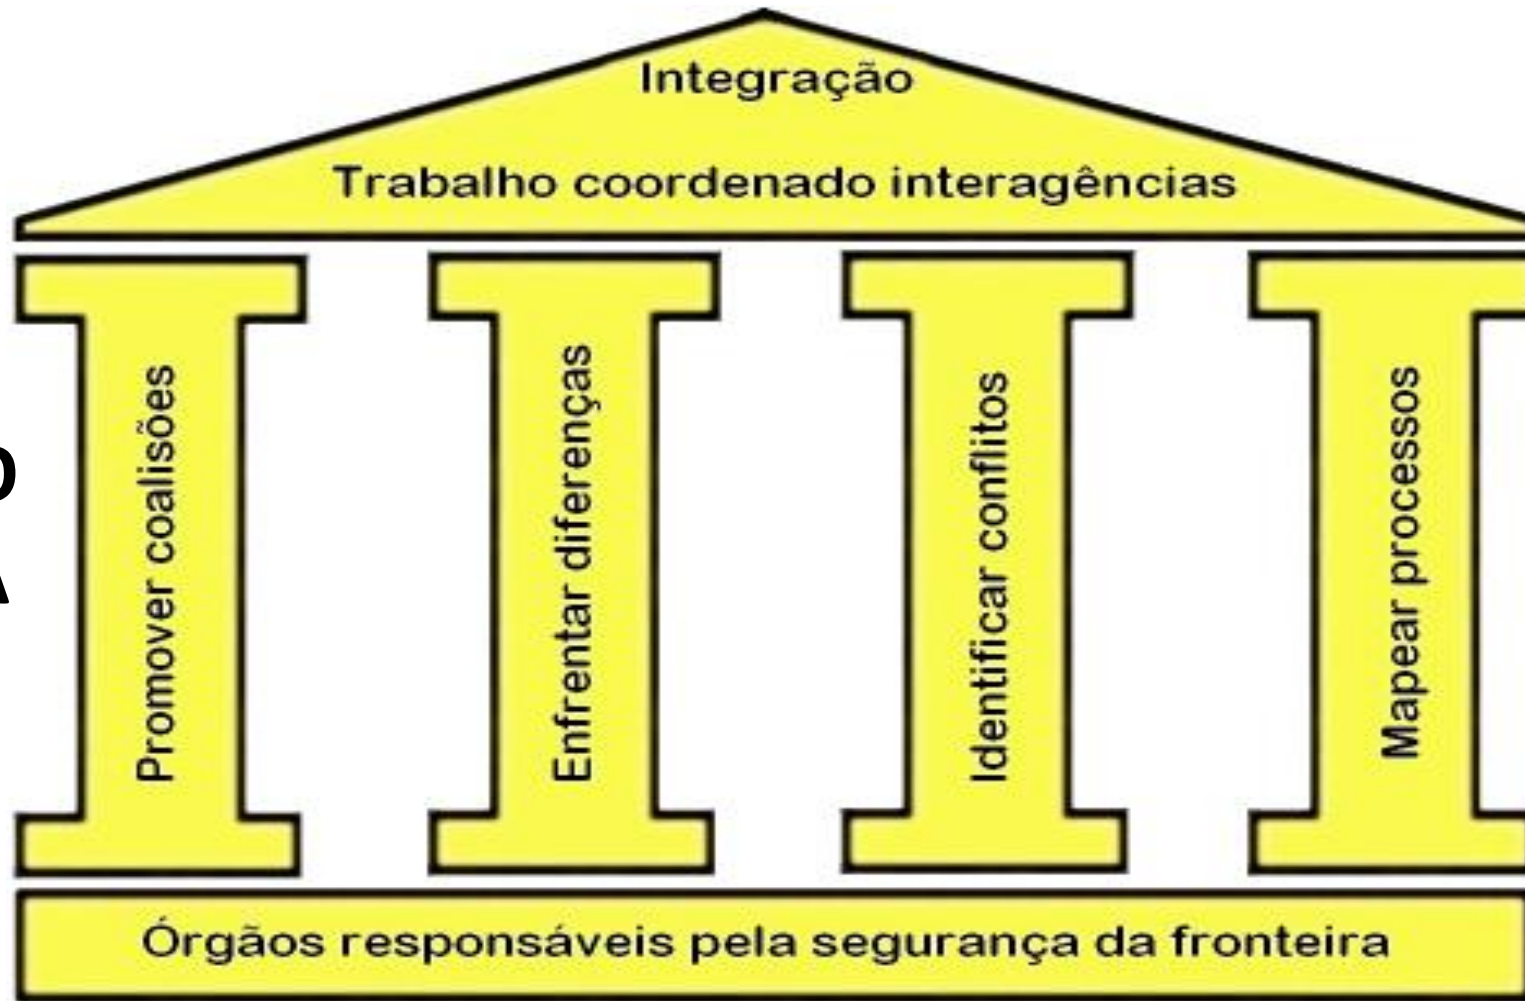 Integração
Trabalho coordenado interagências
Promover coalisões
Enfrentar diferenças
Identificar conflitos
Mapear processos
Órgãos responsáveis pela segurança da fronteira